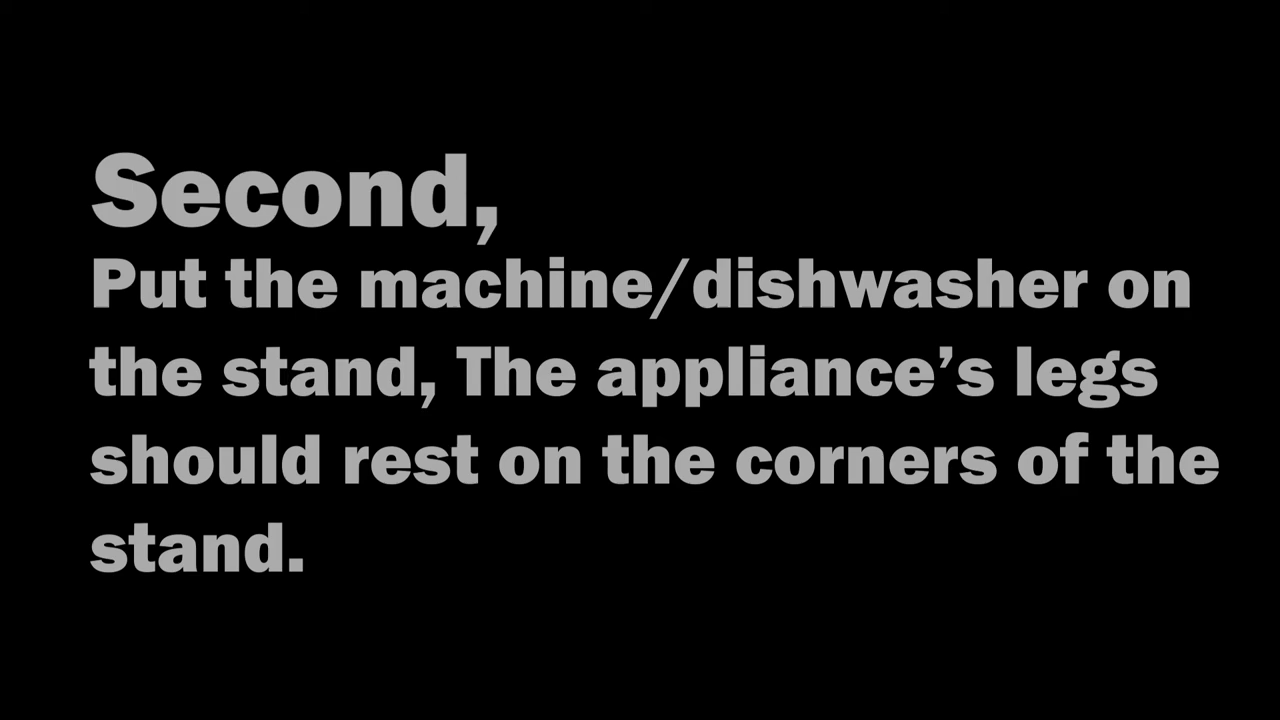 Second,
Put the machine/dishwasher on
the stand, The appliance’s legs
should rest on the corners of the
stand.